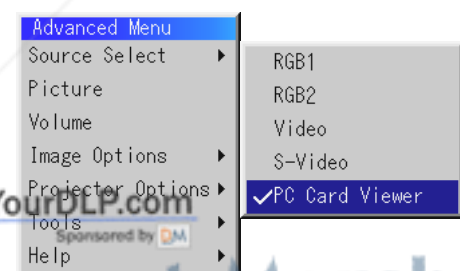 Advanced Menu
Source Select
Picture
Volume
Image Options
Projector Options
Tools
Help
RGB1
RGB2
Video
S-Video
PC Card Viewer
YourDLP.com
Sponsored by DM